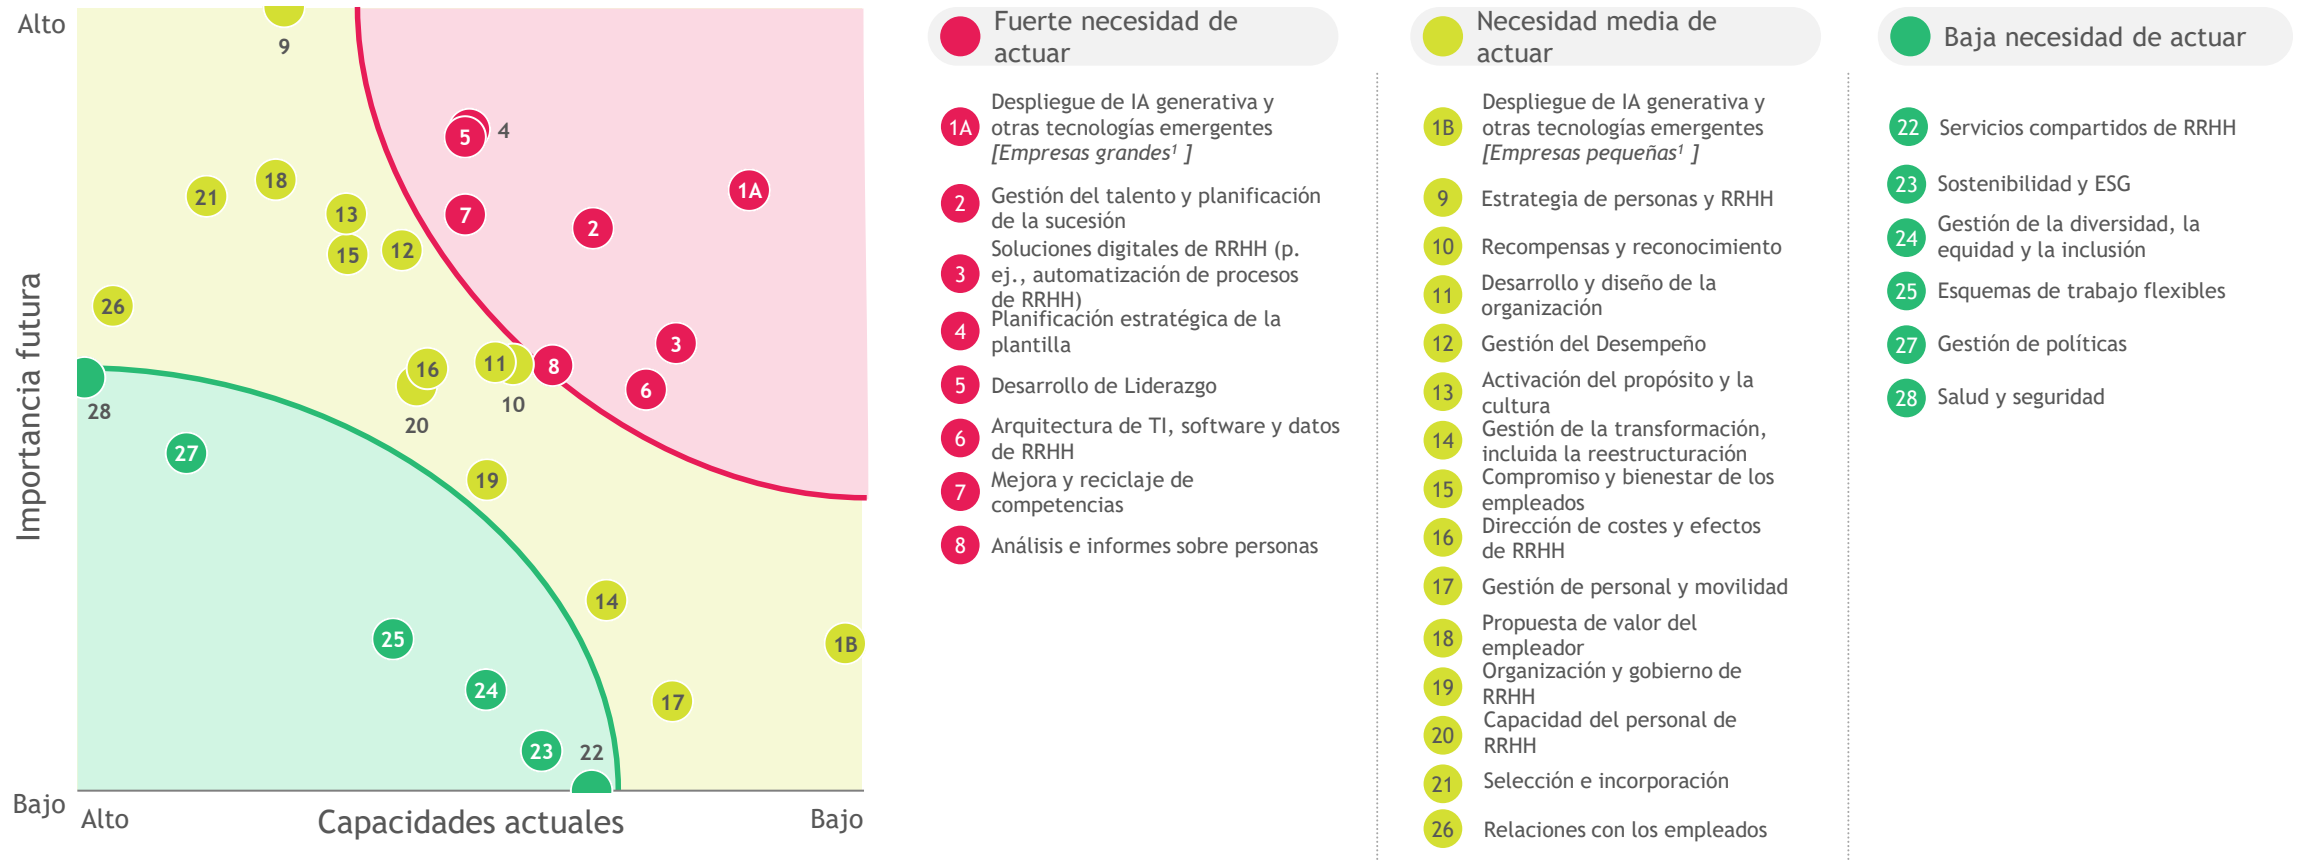 Alto
Importancia futura
Bajo
Alto
Capacidades actuales
Bajo
9
4
5
18
21
1A
7
13
2
12
15
26
3
11
8
16
6
28
10
20
27
19
14
25
1B
24
17
23
22
Fuerte necesidad de
actuar
1A
Despliegue de IA generativa y
otras tecnologías emergentes
[Empresas grandes¹ ]
2
Gestión del talento y planificación
de la sucesión
3
Soluciones digitales de RRHH (p.
ej., automatización de procesos
de RRHH)
4
Planificación estratégica de la
plantilla
5
Desarrollo de Liderazgo
6
Arquitectura de TI, software y datos
de RRHH
7
Mejora y reciclaje de
competencias
8
Análisis e informes sobre personas
Necesidad media de
actuar
1B
Despliegue de IA generativa y
otras tecnologías emergentes
[Empresas pequeñas¹ ]
9
Estrategia de personas y RRHH
10
Recompensas y reconocimiento
11
Desarrollo y diseño de la
organización
12
Gestión del Desempeño
13
Activación del propósito y la
cultura
14
Gestión de la transformación,
incluida la reestructuración
15
Compromiso y bienestar de los
empleados
16
Dirección de costes y efectos
de RRHH
17
Gestión de personal y movilidad
18
Propuesta de valor del
empleador
19
Organización y gobierno de
RRHH
20
Capacidad del personal de
RRHH
21
Selección e incorporación
26
Relaciones con los empleados
Baja necesidad de actuar
22
Servicios compartidos de RRHH
23
Sostenibilidad y ESG
24
Gestión de la diversidad, la
equidad y la inclusión
25
Esquemas de trabajo flexibles
27
Gestión de políticas
28
Salud y seguridad